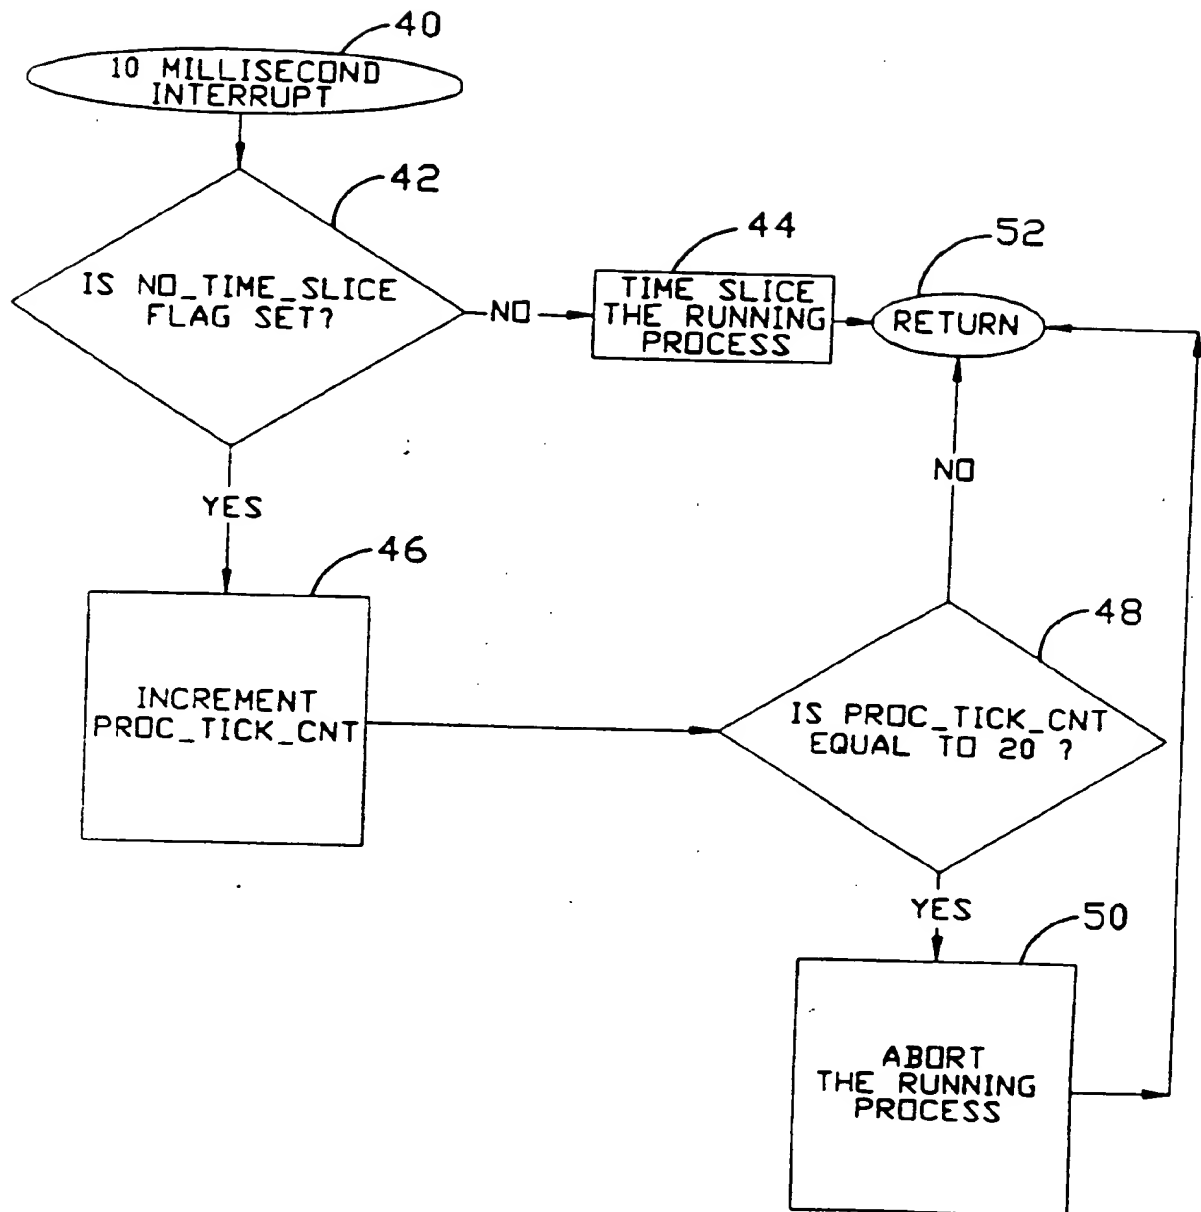 40
10 MILLISECOND
INTERRUPT
42
IS NO_TIME_SLICE
FLAG SET?
NO
44
TIME SLICE
THE RUNNING
PROCESS
52
RETURN
YES
NO
46
INCREMENT
PROC_TICK_CNT
48
IS PROC_TICK_CNT
EQUAL TO 20 ?
YES
50
ABORT
THE RUNNING
PROCESS